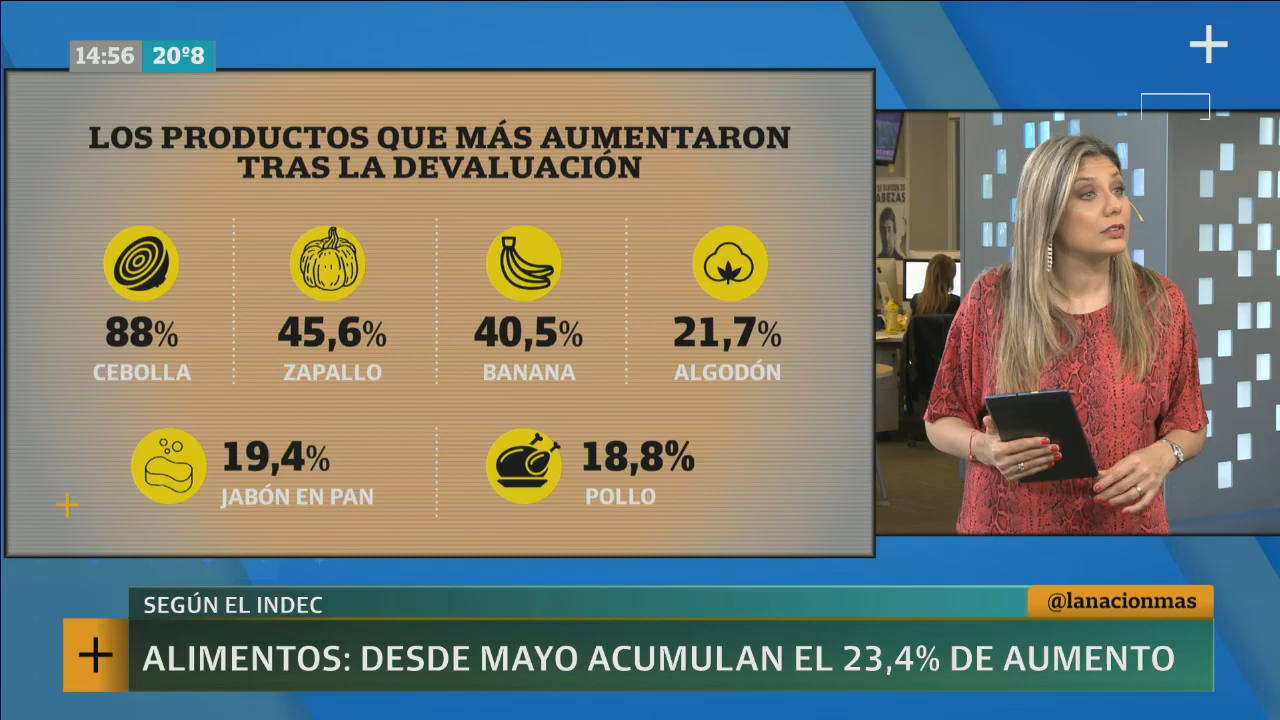 14:56 20º8
LOS PRODUCTOS QUE MÁS AUMENTARON
TRAS LA DEVALUACIÓN
88% 45,6% 40,5% 21,7%
CEBOLLA ZAPALLO BANANA ALGODÓN
19,4% 18,8%
JABÓN EN PAN POLLO
ABEZAS
SEGÚN EL INDEC @lanacionmas
ALIMENTOS: DESDE MAYO ACUMULAN EL 23,4% DE AUMENTO